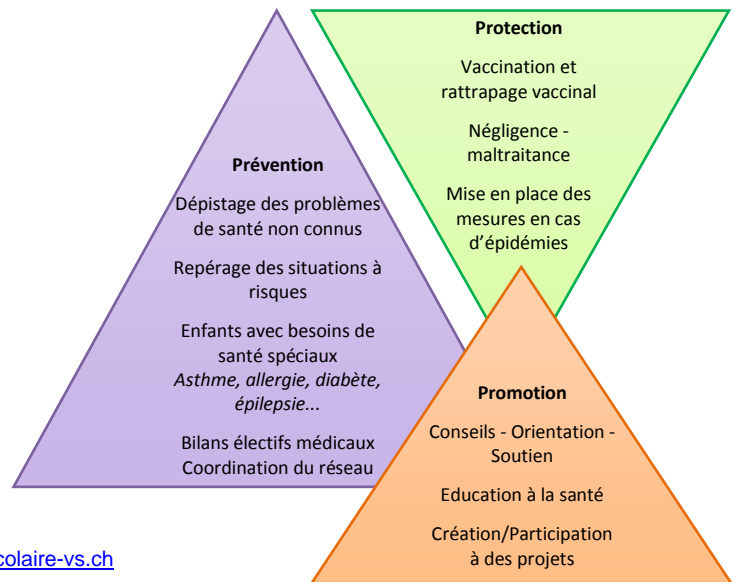 Protection
Vaccination et
rattrapage vaccinal
Négligence -
maltraitance
Mise en place des
mesures en cas
d'épidémies
Prévention
Dépistage des problèmes
de santé non connus
Repérage des situations à
risques
Enfants avec besoins de
santé spéciaux
Asthme, allergie, diabète,
épilepsie...
Bilans électifs médicaux
Coordination du réseau
Promotion
Conseils - Orientation -
Soutien
Education à la santé
Création/Participation
à des projets
colaire-vs.ch